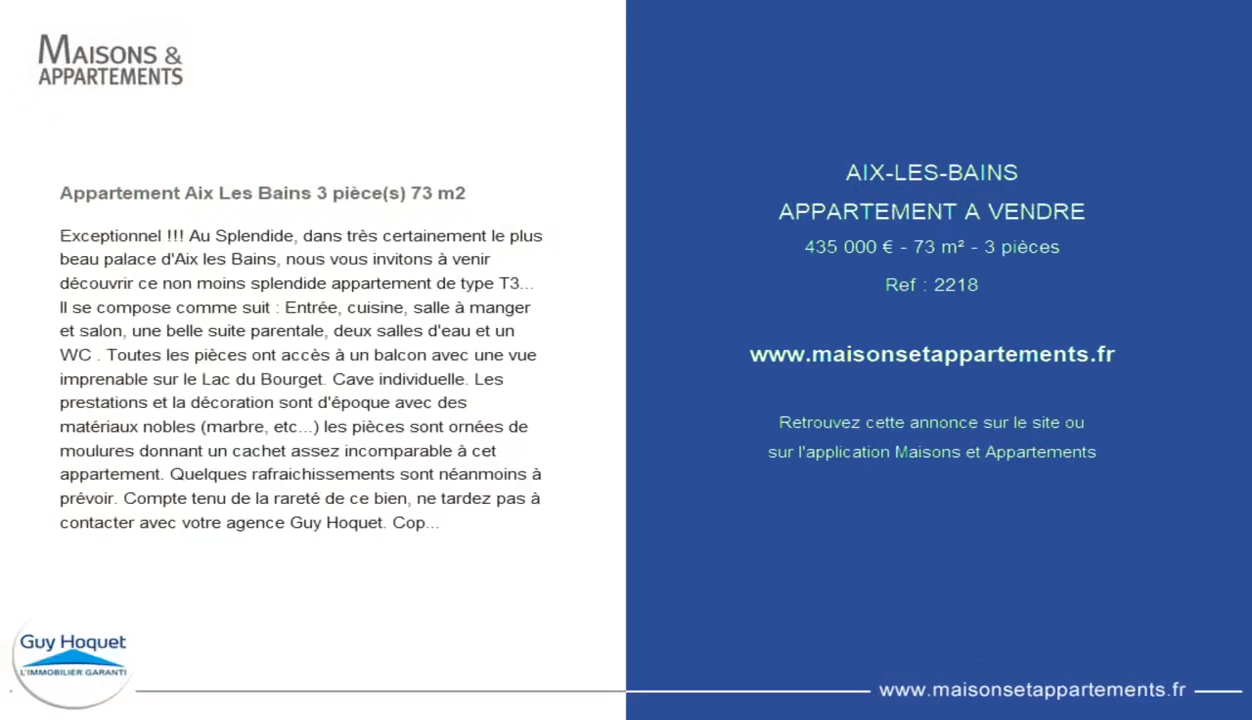 MAISONS &
APPARTEMENTS
Appartement Aix Les Bains 3 pièce(s) 73 m2
Exceptionnel !!! Au Splendide, dans très certainement le plus
beau palace d'Aix les Bains, nous vous invitons à venir
découvrir ce non moins splendide appartement de type T3...
Il se compose comme suit : Entrée, cuisine, salle à manger
et salon, une belle suite parentale, deux salles d'eau et un
WC . Toutes les pièces ont accès à un balcon avec une vue
imprenable sur le Lac du Bourget. Cave individuelle. Les
prestations et la décoration sont d'époque avec des
matériaux nobles (marbre, etc...) les pièces sont ornées de
moulures donnant un cachet assez incomparable à cet
appartement. Quelques rafraichissements sont néanmoins à
prévoir. Compte tenu de la rareté de ce bien, ne tardez pas à
contacter avec votre agence Guy Hoquet. Cop...
Guy Hoquet
L'IMMOBILIER GARANTI
AIX-LES-BAINS
APPARTEMENT A VENDRE
435 000 € - 73 m² - 3 pièces
Ref : 2218
www.maisonsetappartements.fr
Retrouvez cette annonce sur le site ou
sur l'application Maisons et Appartements
www.maisonsetappartements.fr